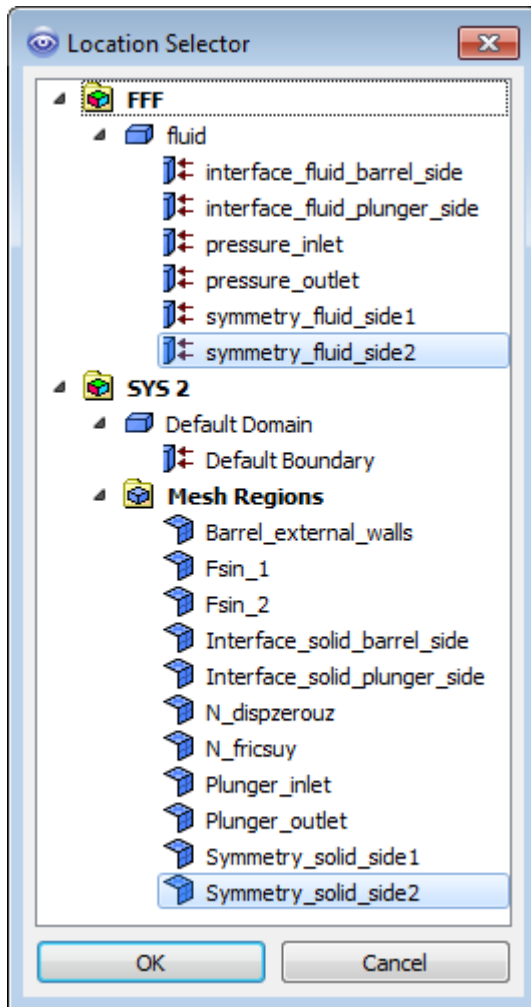 Location Selector
FFF
fluid
interface_fluid_barrel_side
interface_fluid_plunger_side
pressure_inlet
pressure_outlet
symmetry_fluid_side1
symmetry_fluid_side2
SYS 2
Default Domain
Default Boundary
Mesh Regions
Barrel_external_walls
Fsin_1
Fsin_2
Interface_solid_barrel_side
Interface_solid_plunger_side
N_dispzerouz
N_fricsuy
Plunger_inlet
Plunger_outlet
Symmetry_solid_side1
Symmetry_solid_side2
OK Cancel